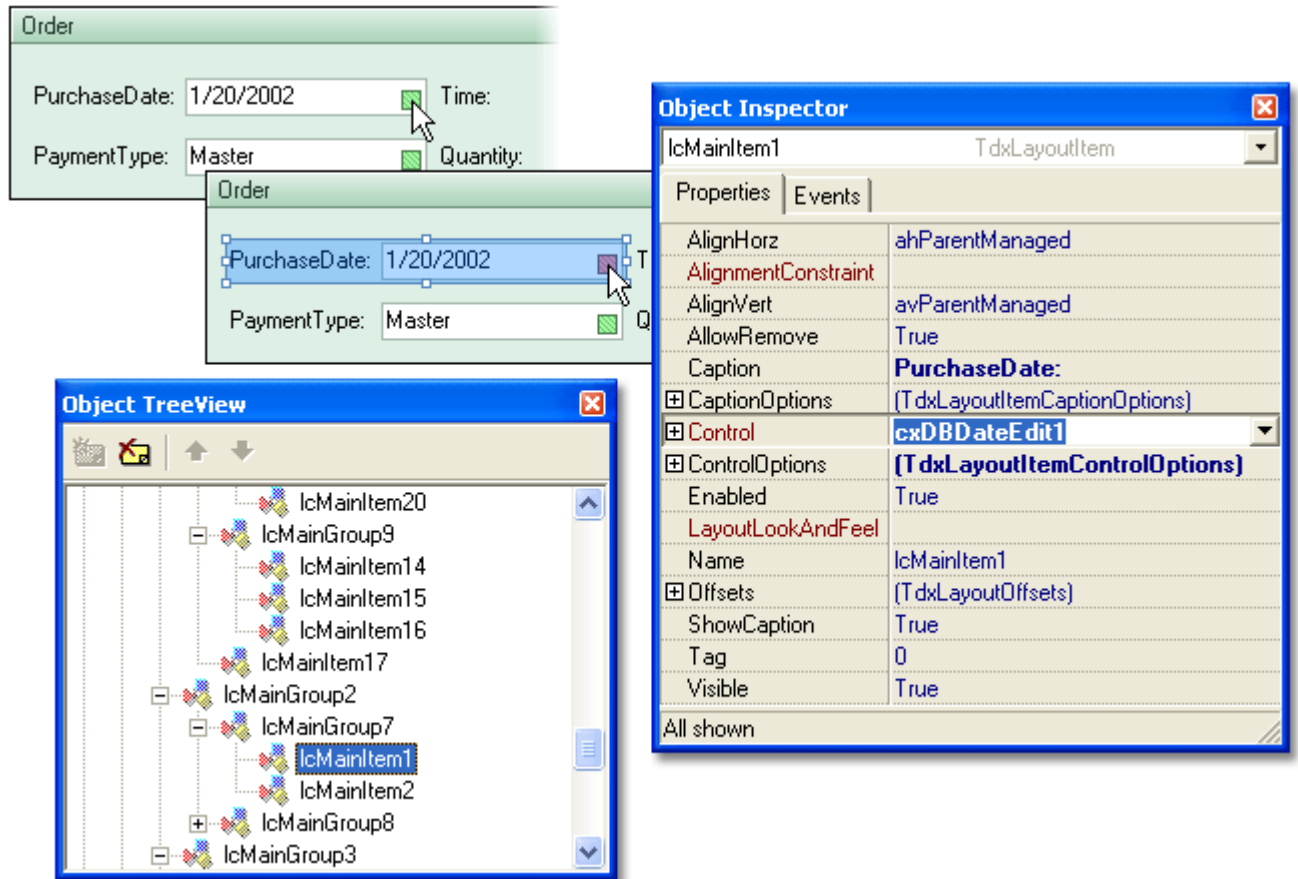 Order
PurchaseDate: 1/20/2002 Time:
PaymentType: Master Quantity:
Order
PurchaseDate: 1/20/2002 T
PaymentType: Master Q
Object Inspector
lcMainItem1 TdxLayoutItem
Properties Events
AlignHorz ahParentManaged
AlignmentConstraint
AlignVert avParentManaged
AllowRemove True
Caption PurchaseDate:
CaptionOptions (TdxLayoutItemCaptionOptions)
Control cxDBDateEdit1
ControlOptions (TdxLayoutItemControlOptions)
Enabled True
LayoutLookAndFeel
Name lcMainItem1
Offsets (TdxLayoutOffsets)
ShowCaption True
Tag 0
Visible True
All shown
Object TreeView
lcMainItem20
lcMainGroup9
lcMainItem14
lcMainItem15
lcMainItem16
lcMainItem17
lcMainGroup2
lcMainGroup7
lcMainItem1
lcMainItem2
lcMainGroup8
lcMainGroup3